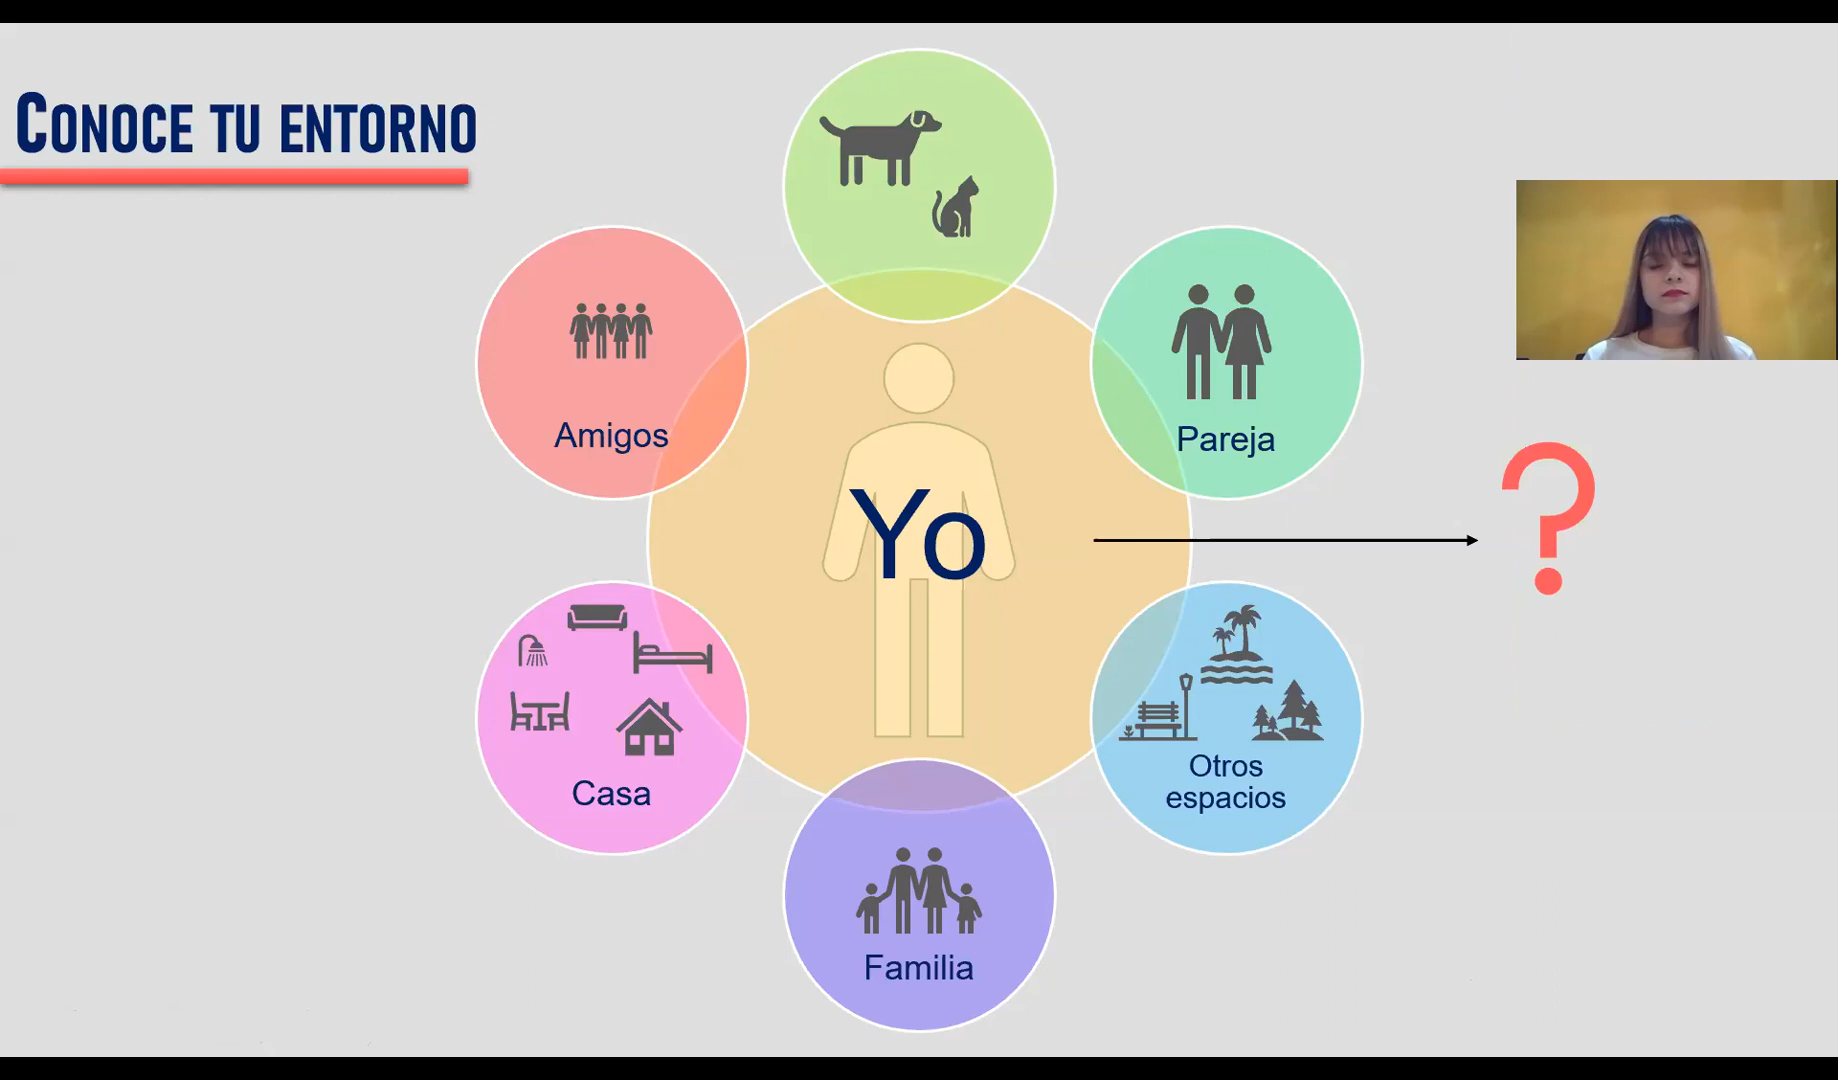 CONOCE TU ENTORNO
Amigos
Pareja
Yo
?
Casa
Otros
espacios
Familia